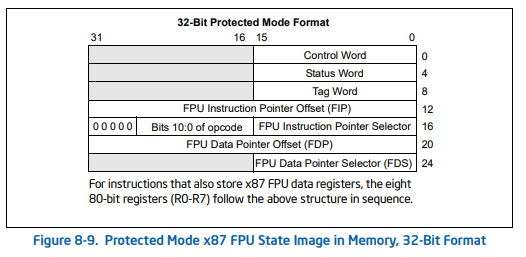 32-Bit Protected Mode Format
31 16 15 0
Control Word 0
Status Word 4
Tag Word 8
FPU Instruction Pointer Offset (FIP) 12
0 0 0 0 0 Bits 10:0 of opcode FPU Instruction Pointer Selector 16
FPU Data Pointer Offset (FDP) 20
FPU Data Pointer Selector (FDS) 24
For instructions that also store x87 FPU data registers, the eight
80-bit registers (R0-R7) follow the above structure in sequence.
Figure 8-9. Protected Mode x87 FPU State Image in Memory, 32-Bit Format